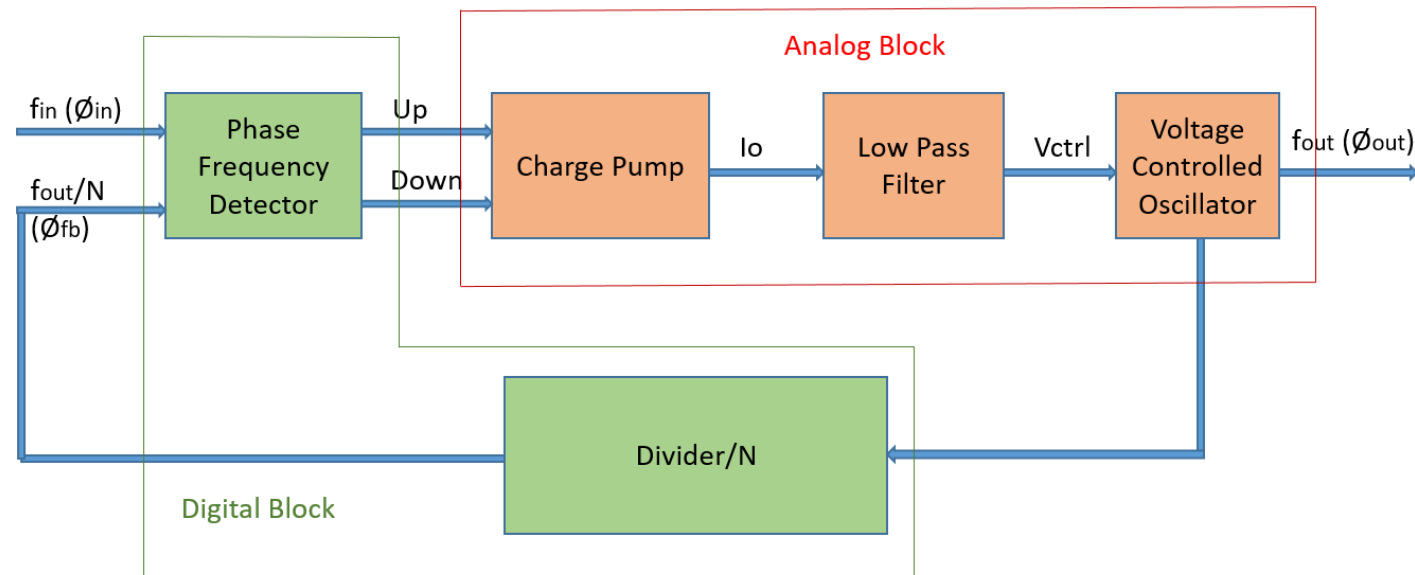 Analog Block
fin (Øin)
Phase
Frequency
Detector
Up
Down
Charge Pump
Io
Low Pass
Filter
Vctrl
Voltage
Controlled
Oscillator
fout (Øout)
fout/N
(Øfb)
Divider/N
Digital Block